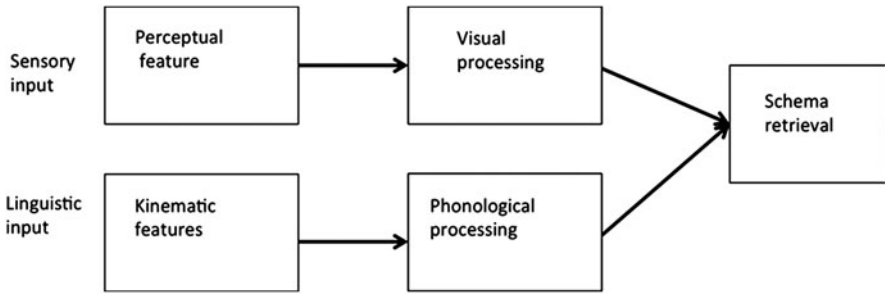 Sensory
input
Perceptual
feature
Visual
processing
Schema
retrieval
Linguistic
input
Kinematic
features
Phonological
processing